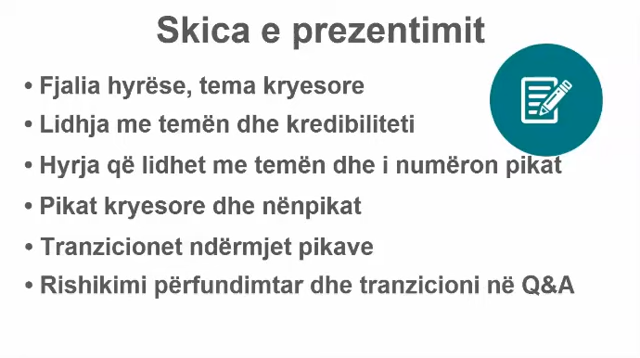 Skica e prezentimit
• Fjalia hyrëse, tema kryesore
• Lidhja me temën dhe kredibiliteti
• Hyrja që lidhet me temën dhe i numëron pikat
• Pikat kryesore dhe nënpikat
• Tranzicionet ndërmjet pikave
• Rishikimi përfundimtar dhe tranzicioni në Q&A